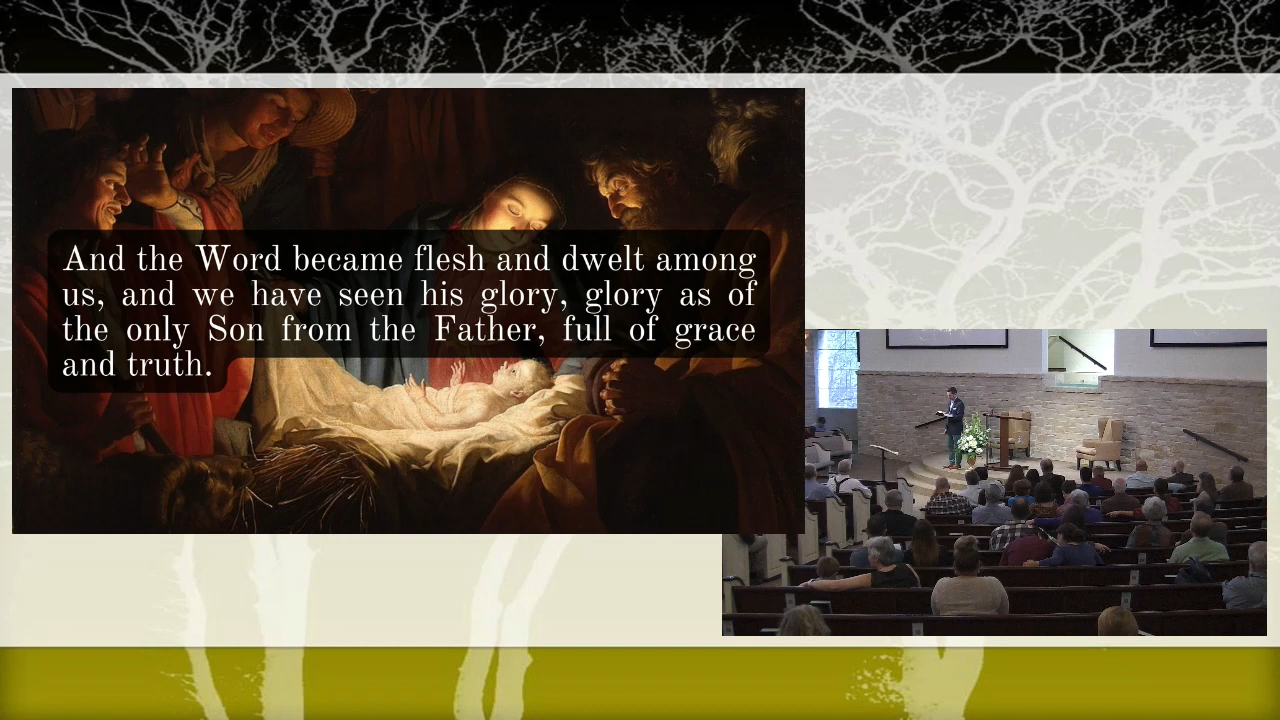 And the Word became flesh and dwelt among
us, and we have seen his glory, glory as of
the only Son from the Father, full of grace
and truth.